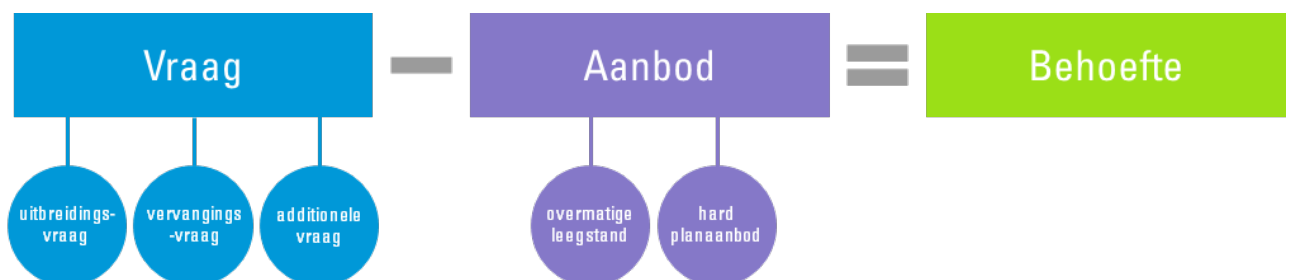 Vraag
Aanbod
Behoefte
uitbreidings-
vraag
vervangings
-vraag
additionele
vraag
overmatige
leegstand
hard
planaanbod